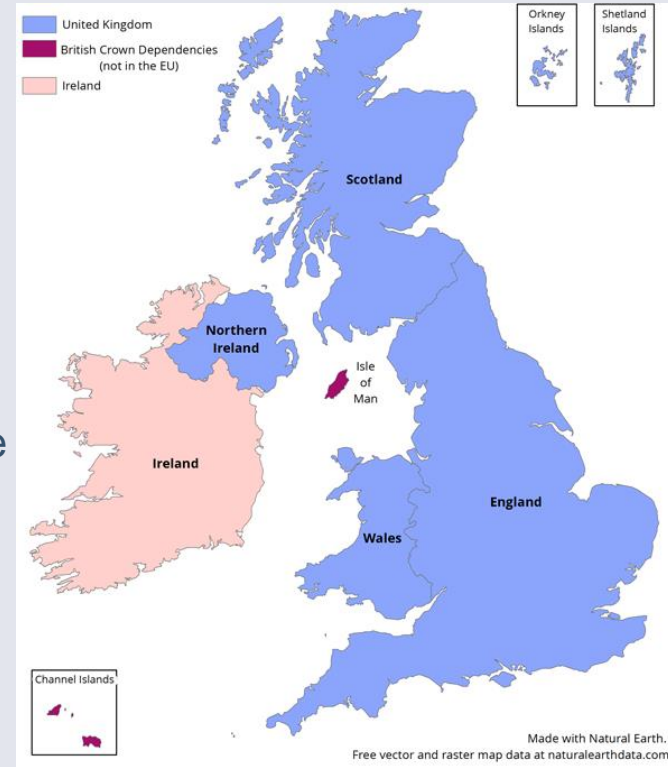 United Kingdom
British Crown Dependencies
(not in the EU)
Ireland
Orkney
Islands
Shetland
Islands
Scotland
Northern
Ireland
Isle
of
Man
Ireland
England
Wales
e
Channel Islands
Made with Natural Earth.
Free vector and raster map data at naturalearthdata.com